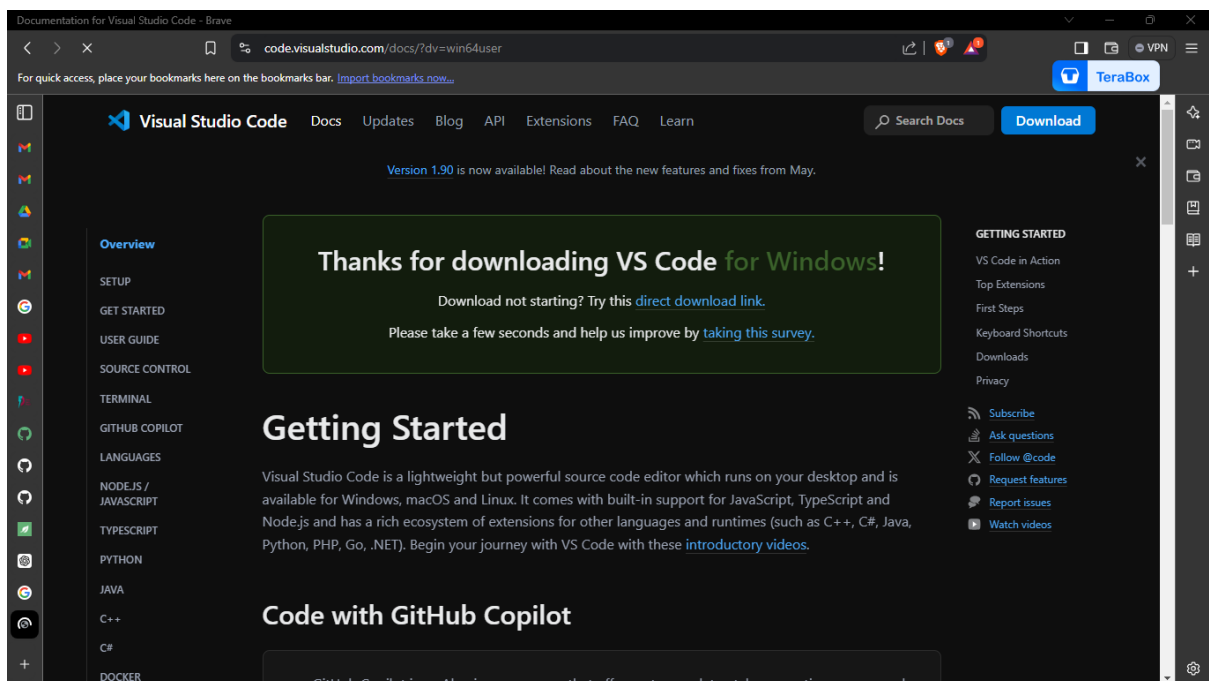 Documentation for Visual Studio Code - Brave
code.visualstudio.com/docs/?dv=win64user
VPN
For quick access, place your bookmarks here on the bookmarks bar. Import bookmarks now...
TeraBox
Visual Studio Code Docs Updates Blog API Extensions FAQ Learn Search Docs Download
Version 1.90 is now available! Read about the new features and fixes from May.
Overview
SETUP
GET STARTED
USER GUIDE
SOURCE CONTROL
TERMINAL
GITHUB COPILOT
LANGUAGES
NODE.JS /
JAVASCRIPT
TYPESCRIPT
PYTHON
JAVA
C++
C#
DOCKER
Thanks for downloading VS Code for Windows!
Download not starting? Try this direct download link.
Please take a few seconds and help us improve by taking this survey.
Getting Started
Visual Studio Code is a lightweight but powerful source code editor which runs on your desktop and is
available for Windows, macOS and Linux. It comes with built-in support for JavaScript, TypeScript and
Node.js and has a rich ecosystem of extensions for other languages and runtimes (such as C++, C#, Java,
Python, PHP, Go, .NET). Begin your journey with VS Code with these introductory videos.
Code with GitHub Copilot
GETTING STARTED
VS Code in Action
Top Extensions
First Steps
Keyboard Shortcuts
Downloads
Privacy
Subscribe
Ask questions
Follow @code
Request features
Report issues
Watch videos